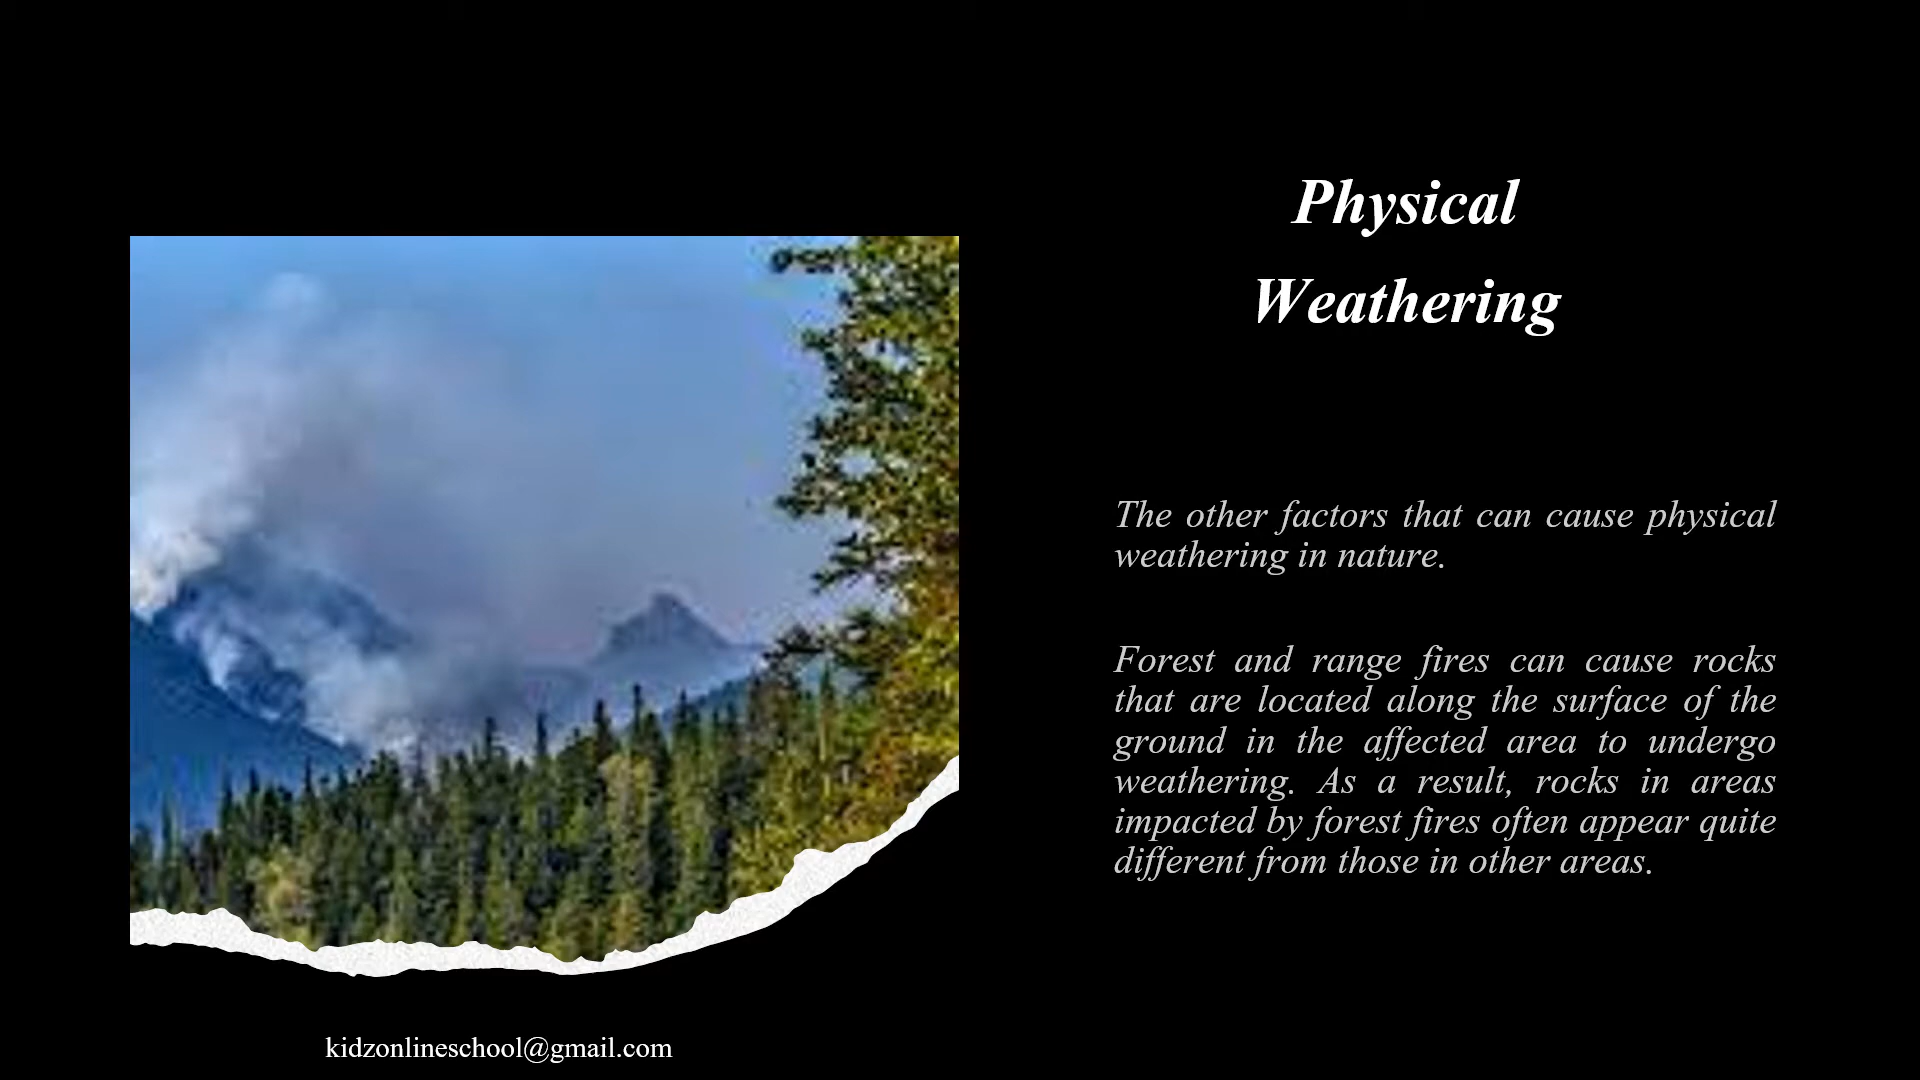 Physical
Weathering
The other factors that can cause physical
weathering in nature.
Forest and range fires can cause rocks
that are located along the surface of the
ground in the affected area to undergo
weathering. As a result, rocks in areas
impacted by forest fires often appear quite
different from those in other areas.
kidzonlineschool@gmail.com